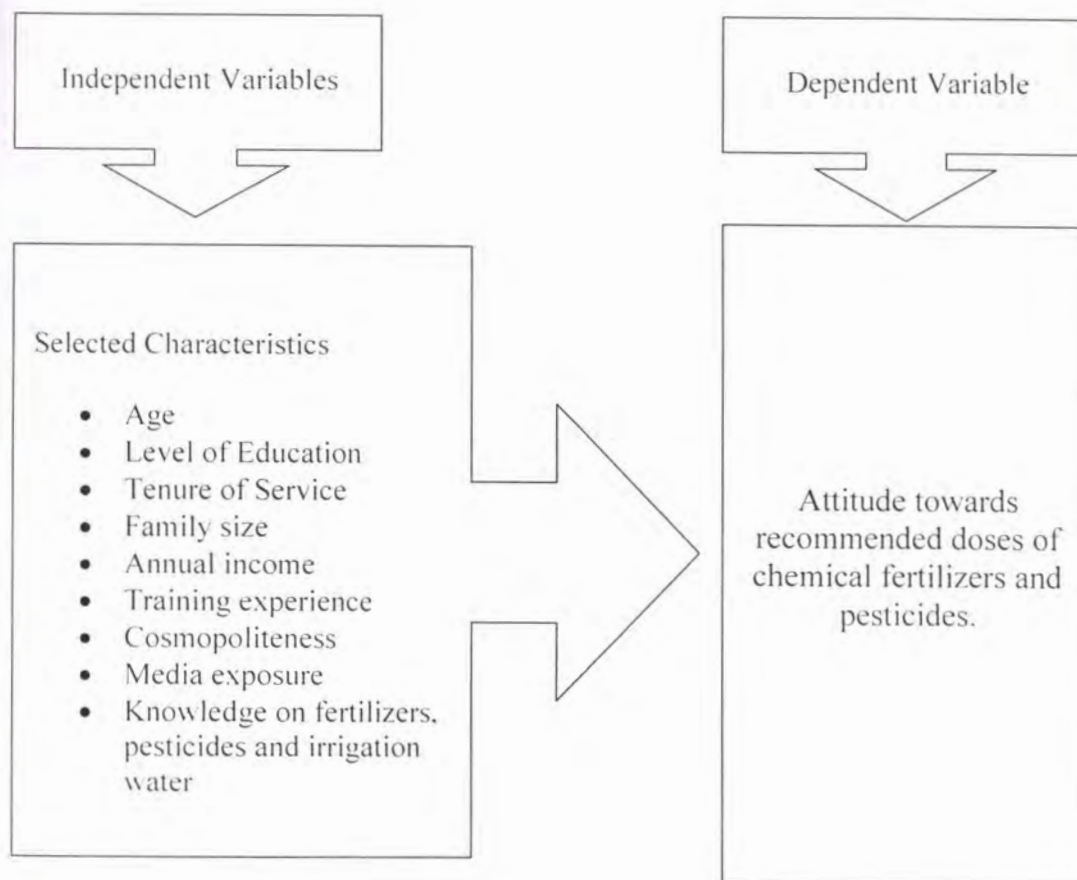 Independent Variables
Dependent Variable
Selected Characteristics
• Age
• Level of Education
• Tenure of Service
• Family size
• Annual income
• Training experience
• Cosmopoliteness
• Media exposure
• Knowledge on fertilizers,
pesticides and irrigation
water
Attitude towards
recommended doses of
chemical fertilizers and
pesticides.